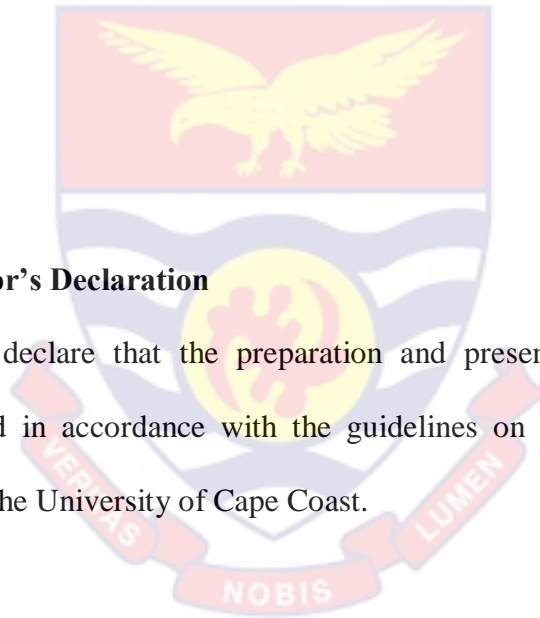 or's Declaration
declare that the preparation and presen
d in accordance with the guidelines on
he University of Cape Coast.
VERITAS
NOBIS
LUMEN